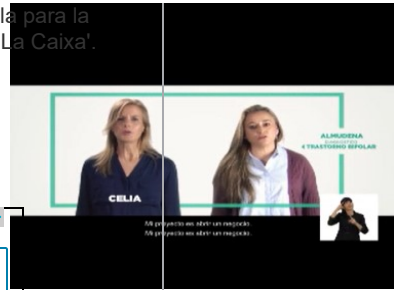 la para la
La Caixa'.
ALMUDENA
TRASTORNO BIPOLAR
CELIA
Mi proyecto es abrir un negocio.
Mi proyecto es abrir un negocio.